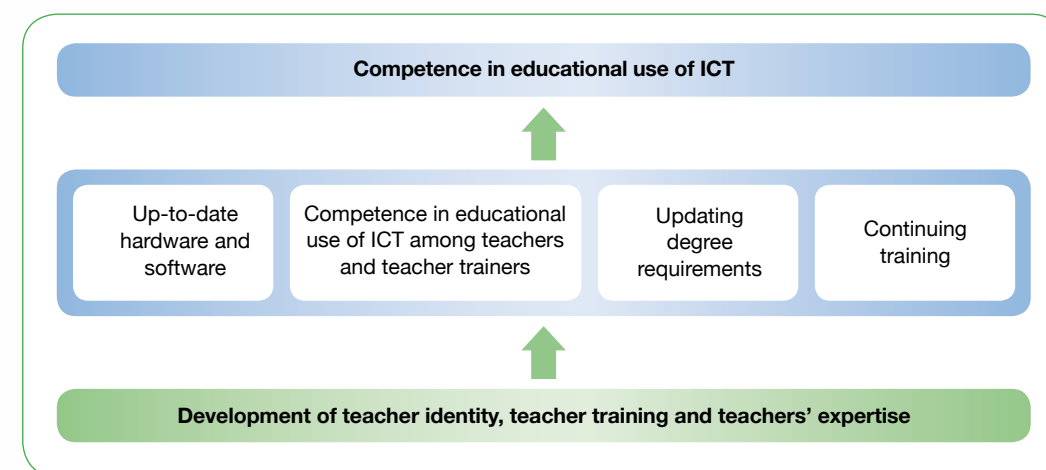 Competence in educational use of ICT
Up-to-date
hardware and
software
Competence in educational
use of ICT among teachers
and teacher trainers
Updating
degree
requirements
Continuing
training
Development of teacher identity, teacher training and teachers’ expertise